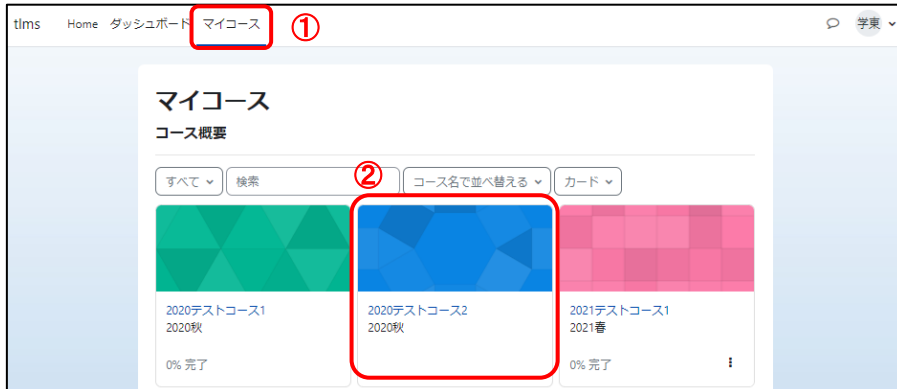 tlms Home ダッシュボード マイコース ① 学東
マイコース
コース概要
すべて 検索 ② コース名で並べ替える カード
2020テストコース1 2020テストコース2 2021テストコース1
2020秋 2020秋 2021春
0% 完了 0% 完了